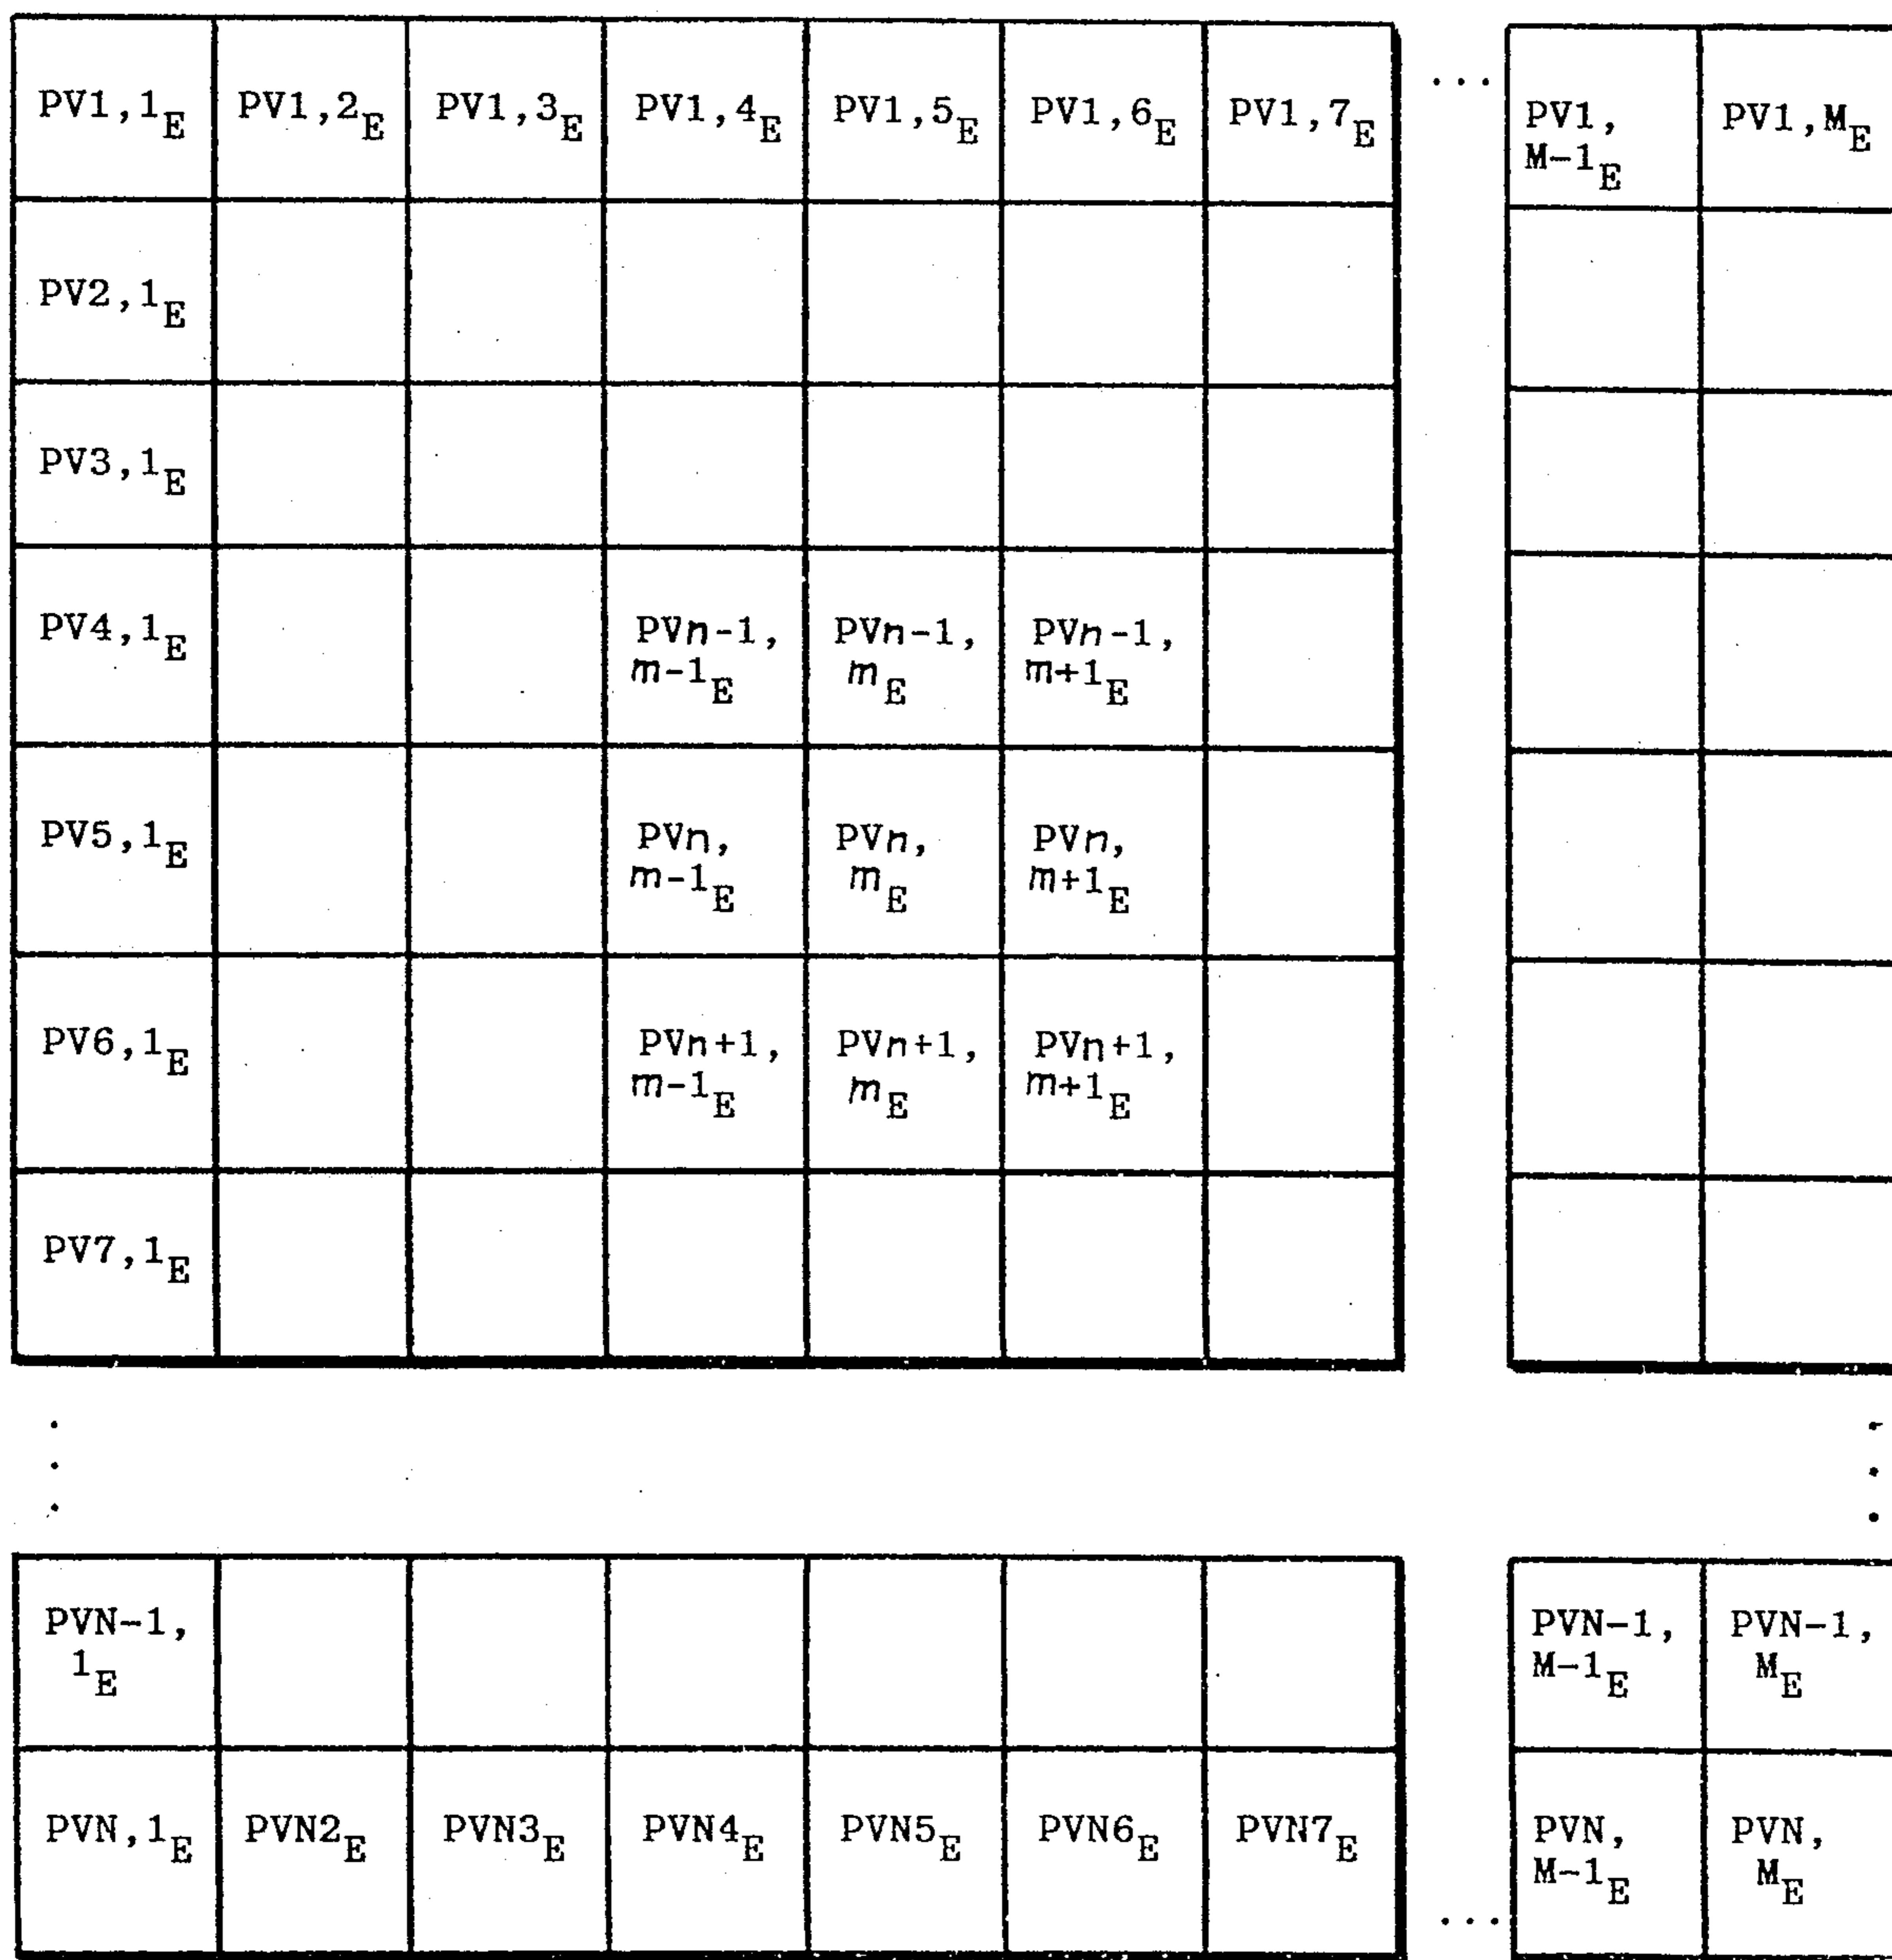 PV1,1E PV1,2E PV1,3E PV1,4E PV1,5E PV1,6E PV1,7E ... PV1, PV1,ME
M-1E
PV2,1E
PV3,1E
PV4,1E PVn-1, PVn-1, PVn-1,
m-1E mE m+1E
PV5,1E PVn, PVn, PVn,
m-1E mE m+1E
PV6,1E PVn+1, PVn+1, PVn+1,
m-1E mE m+1E
PV7,1E
PVN-1, PVN-1, PVN-1,
1E M-1E ME
PVN,1E PVN2E PVN3E PVN4E PVN5E PVN6E PVN7E ... PVN, PVN,
M-1E ME